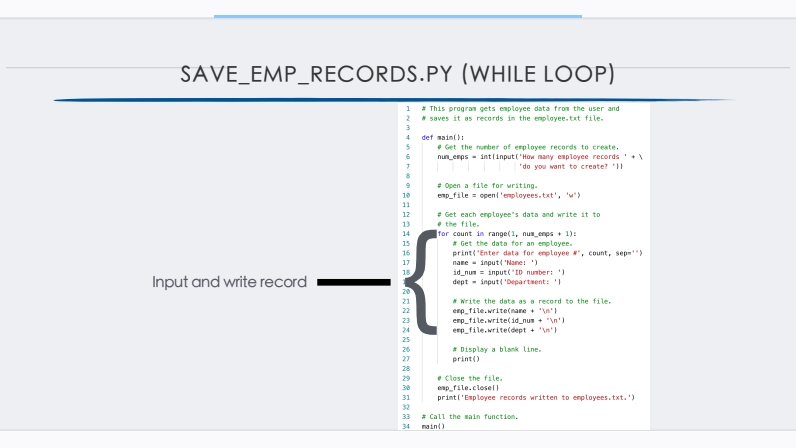 SAVE_EMP_RECORDS.PY (WHILE LOOP)
Input and write record
1 # This program gets employee data from the user and
2 # saves it as records in the employee.txt file.
3
4 def main():
5     # Get the number of employee records to create.
6     num_emps = int(input('How many employee records ' + \
7                    'do you want to create? '))
8
9     # Open a file for writing.
10     emp_file = open('employees.txt', 'w')
11
12     # Get each employee's data and write it to
13     # the file.
14     for count in range(1, num_emps + 1):
15         # Get the data for an employee.
16         print('Enter data for employee #', count, sep='')
17         name = input('Name: ')
18         id_num = input('ID number: ')
19         dept = input('Department: ')
20
21         # Write the data as a record to the file.
22         emp_file.write(name + '\n')
23         emp_file.write(id_num + '\n')
24         emp_file.write(dept + '\n')
25
26         # Display a blank line.
27         print()
28
29     # Close the file.
30     emp_file.close()
31     print('Employee records written to employees.txt.')
32
33 # Call the main function.
34 main()